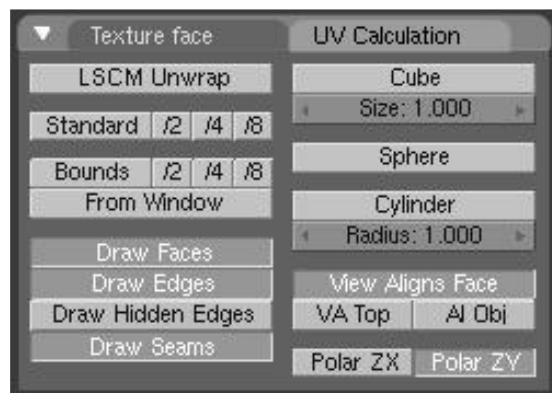 Texture face UV Calculation
LSCM Unwrap
Standard /2 /4 /8
Bounds /2 /4 /8
From Window
Draw Faces
Draw Edges
Draw Hidden Edges
Draw Seams
Cube
Size: 1.000
Sphere
Cylinder
Radius: 1.000
View Aligns Face
VA Top Al Obj
Polar ZX Polar ZY